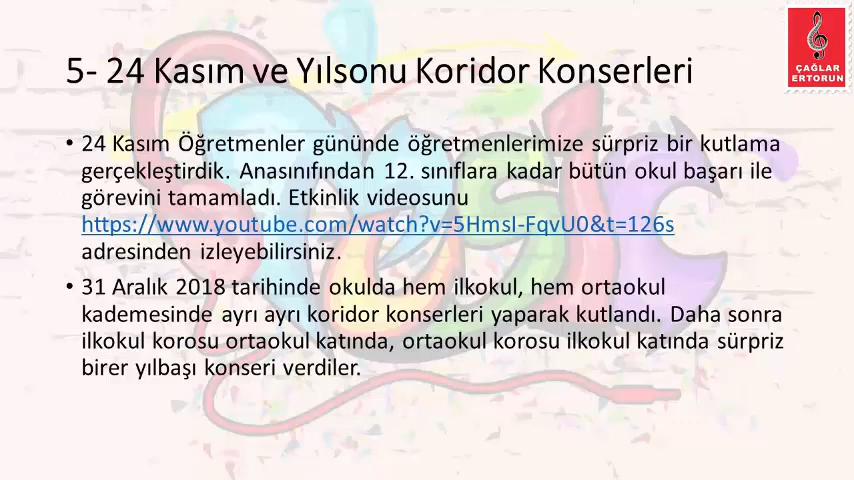 5- 24 Kasım ve Yılsonu Koridor Konserleri
ÇAĞLAR
ERTORUN
• 24 Kasım Öğretmenler gününde öğretmenlerimize sürpriz bir kutlama
gerçekleştirdik. Anasınıfından 12. sınıflara kadar bütün okul başarı ile
görevini tamamladı. Etkinlik videosunu
https://www.youtube.com/watch?v=5HmsI-FqvU0&t=126s
adresinden izleyebilirsiniz.
• 31 Aralık 2018 tarihinde okulda hem ilkokul, hem ortaokul
kademesinde ayrı ayrı koridor konserleri yaparak kutlandı. Daha sonra
ilkokul korosu ortaokul katında, ortaokul korosu ilkokul katında sürpriz
birer yılbaşı konseri verdiler.
music